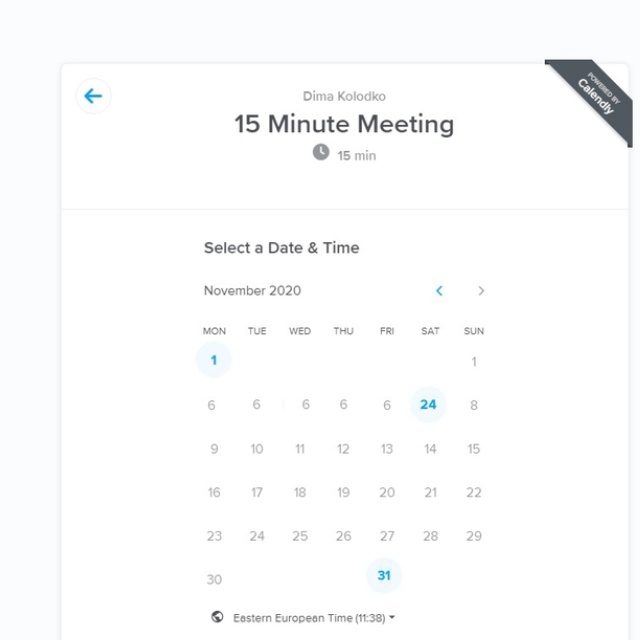 POWERED BY
Calendly
Dima Kolodko
15 Minute Meeting
15 min
Select a Date & Time
November 2020
MON TUE WED THU FRI SAT SUN
1 1
6 6 6 6 6 24 8
9 10 11 12 13 14 15
16 17 18 19 20 21 22
23 24 25 26 27 28 29
30 31
Eastern European Time (11:38)